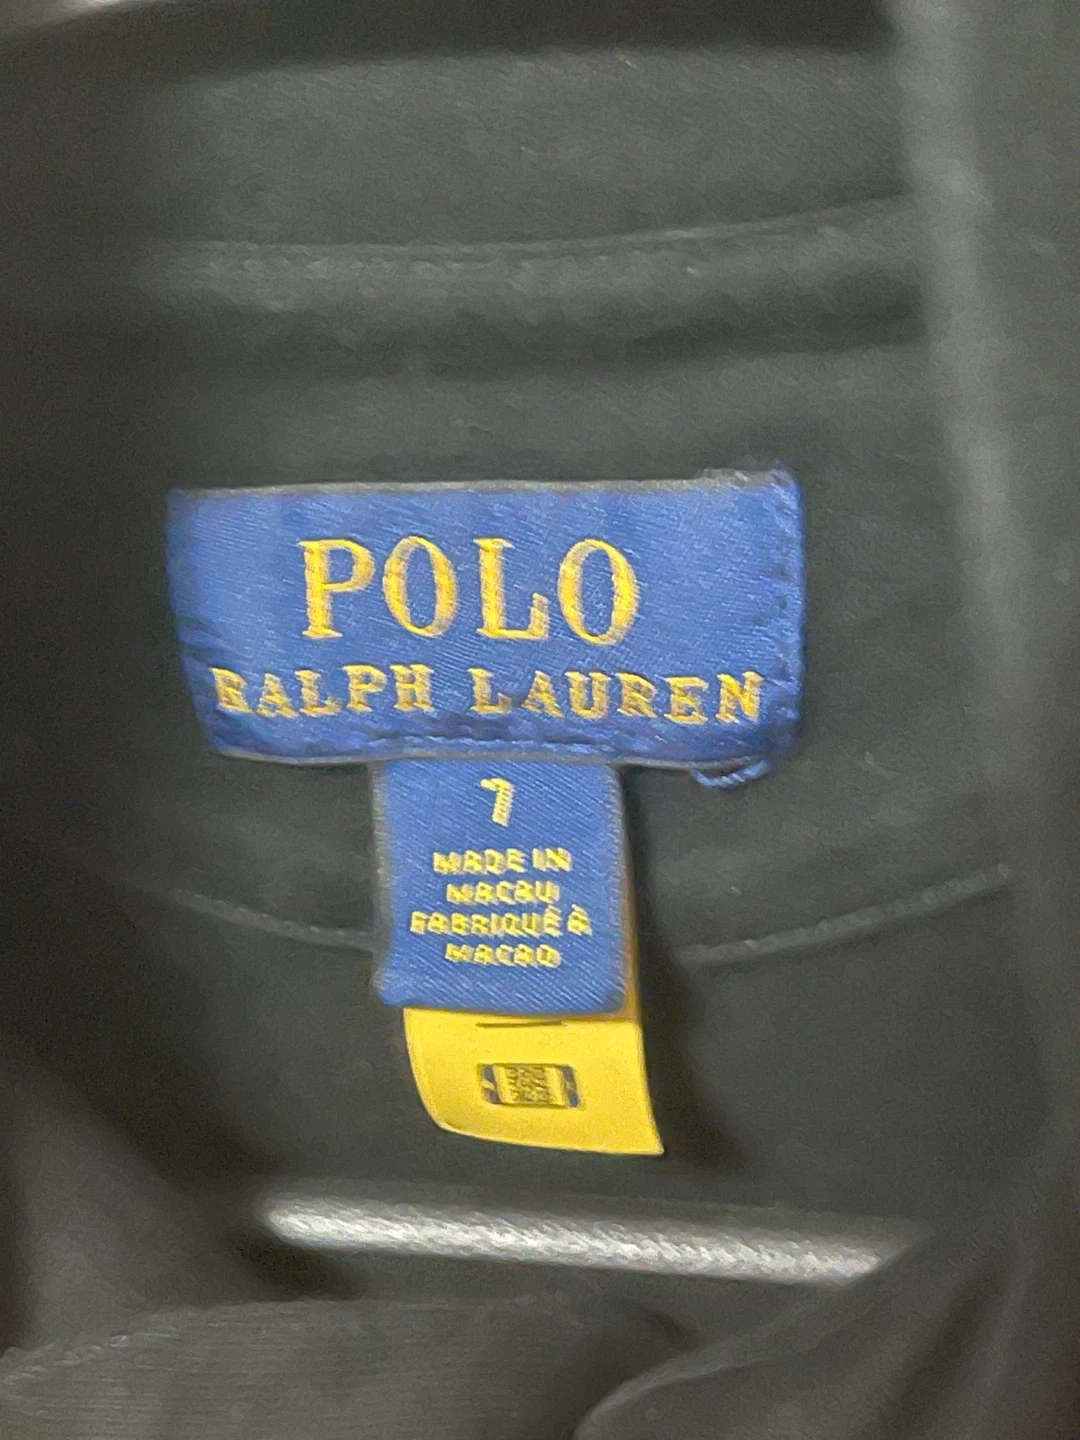 POLO
RALPH LAUREN
7
MADE IN
MACAU
FABRIQUÉ À
MACAO